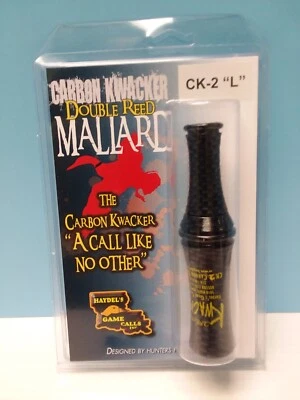 CARBON KWACKER
CK-2 "L"
DOUBLE REED
MALLARD
THE
CARBON KWACKER
"A CALL LIKE
NO OTHER"
HAYDEL'S
GAME
CALLS
DESIGNED BY HUNTERS
KWAC